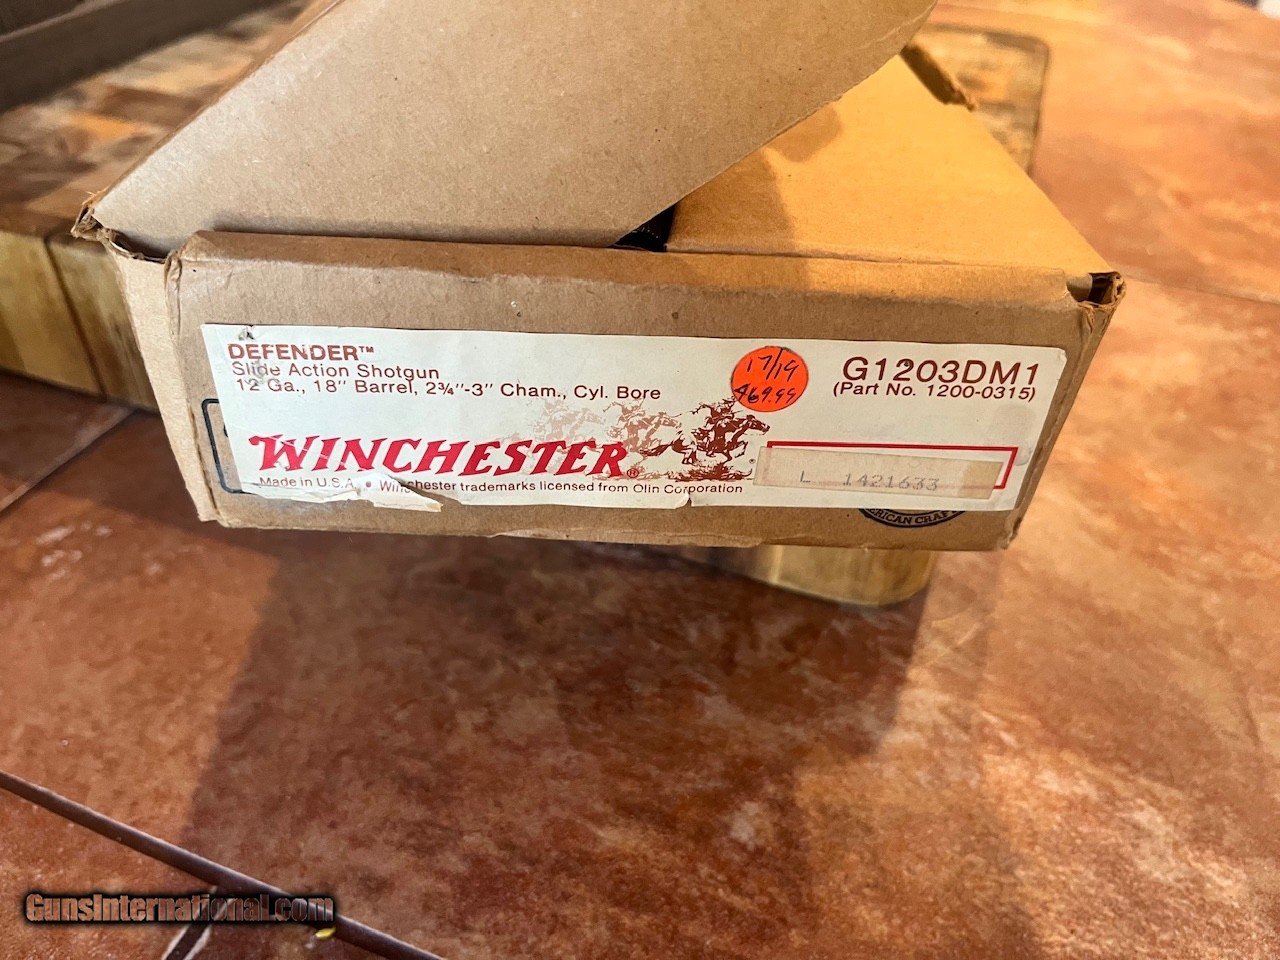 DEFENDER™
Slide Action Shotgun
12 Ga., 18" Barrel, 2¾"-3" Cham., Cyl. Bore
17/19
469.99
G1203DM1
(Part No. 1200-0315)
WINCHESTER®
Made in U.S.A. • Winchester trademarks licensed from Olin Corporation
L 1421633
GunsInternational.com